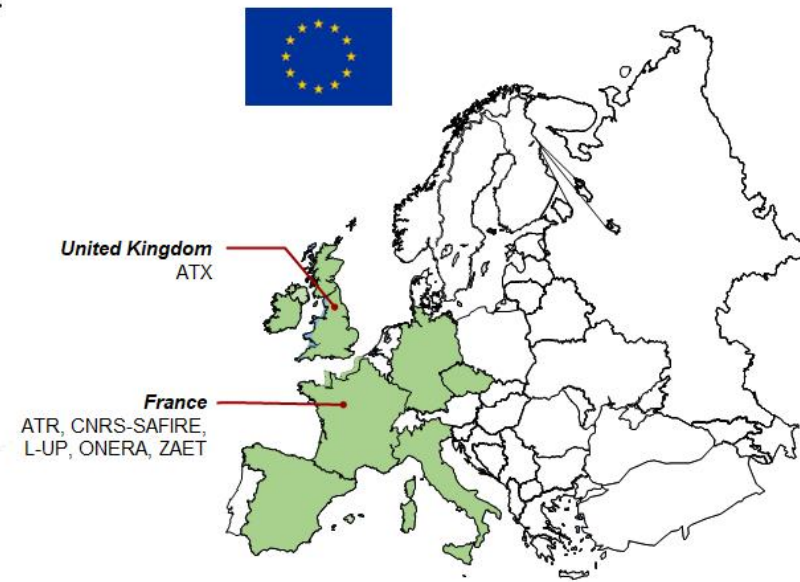 United Kingdom
ATX
France
ATR, CNRS-SAFIRE,
L-UP, ONERA, ZAET